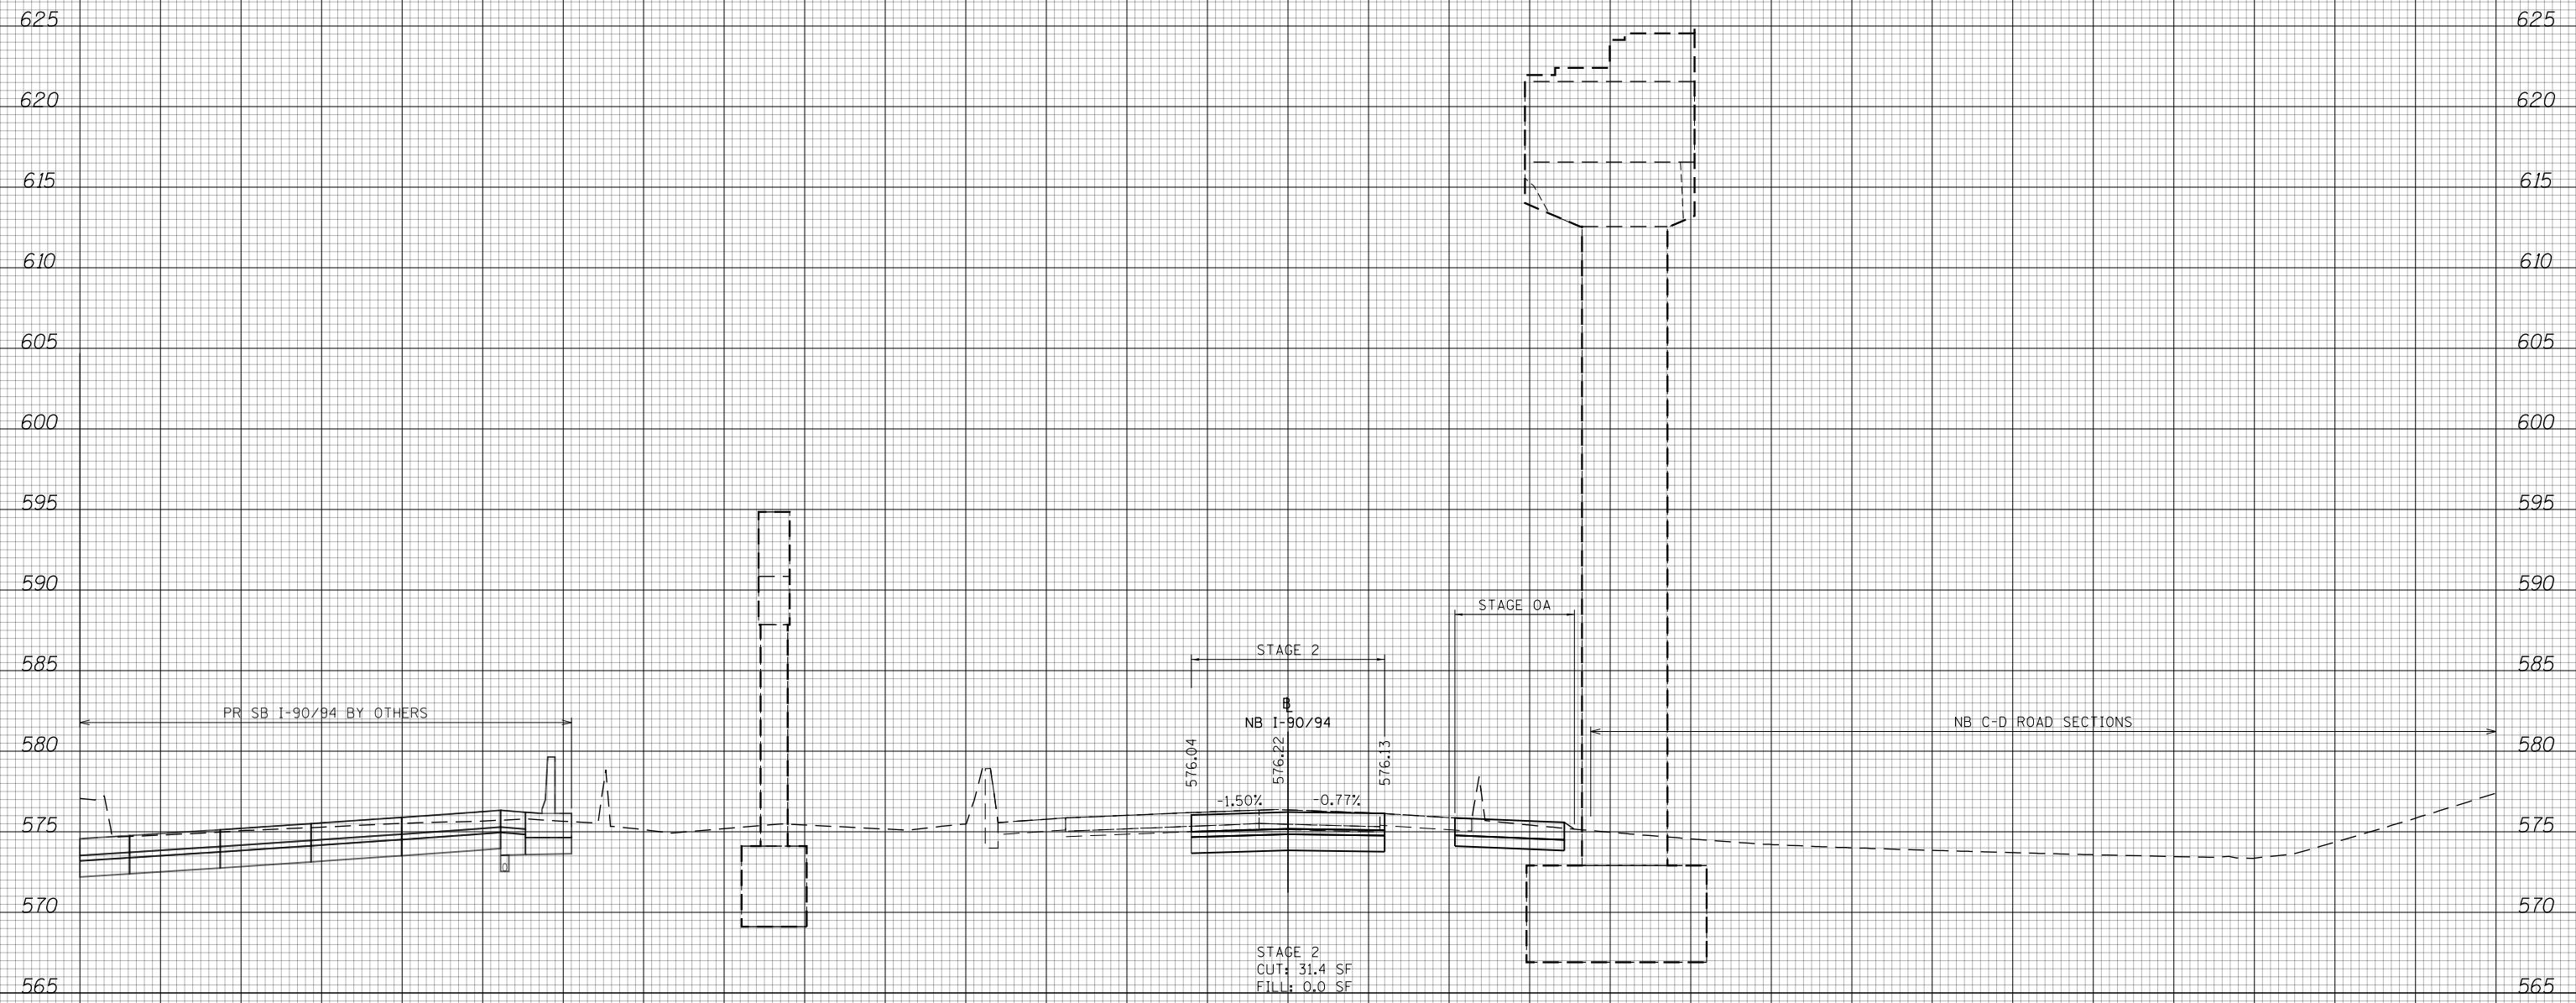 625 625
620 620
615 615
610 610
605 605
600 600
595 595
590 590
STAGE 0A
585 STAGE 2 585
B
L
PR SB I-90/94 BY OTHERS NB I-90/94 NB C-D ROAD SECTIONS
580 576.04 576.22 576.13 580
-1.50% -0.77%
575 575
570 570
STAGE 2
CUT: 31.4 SF
FILL: 0.0 SF
565 565